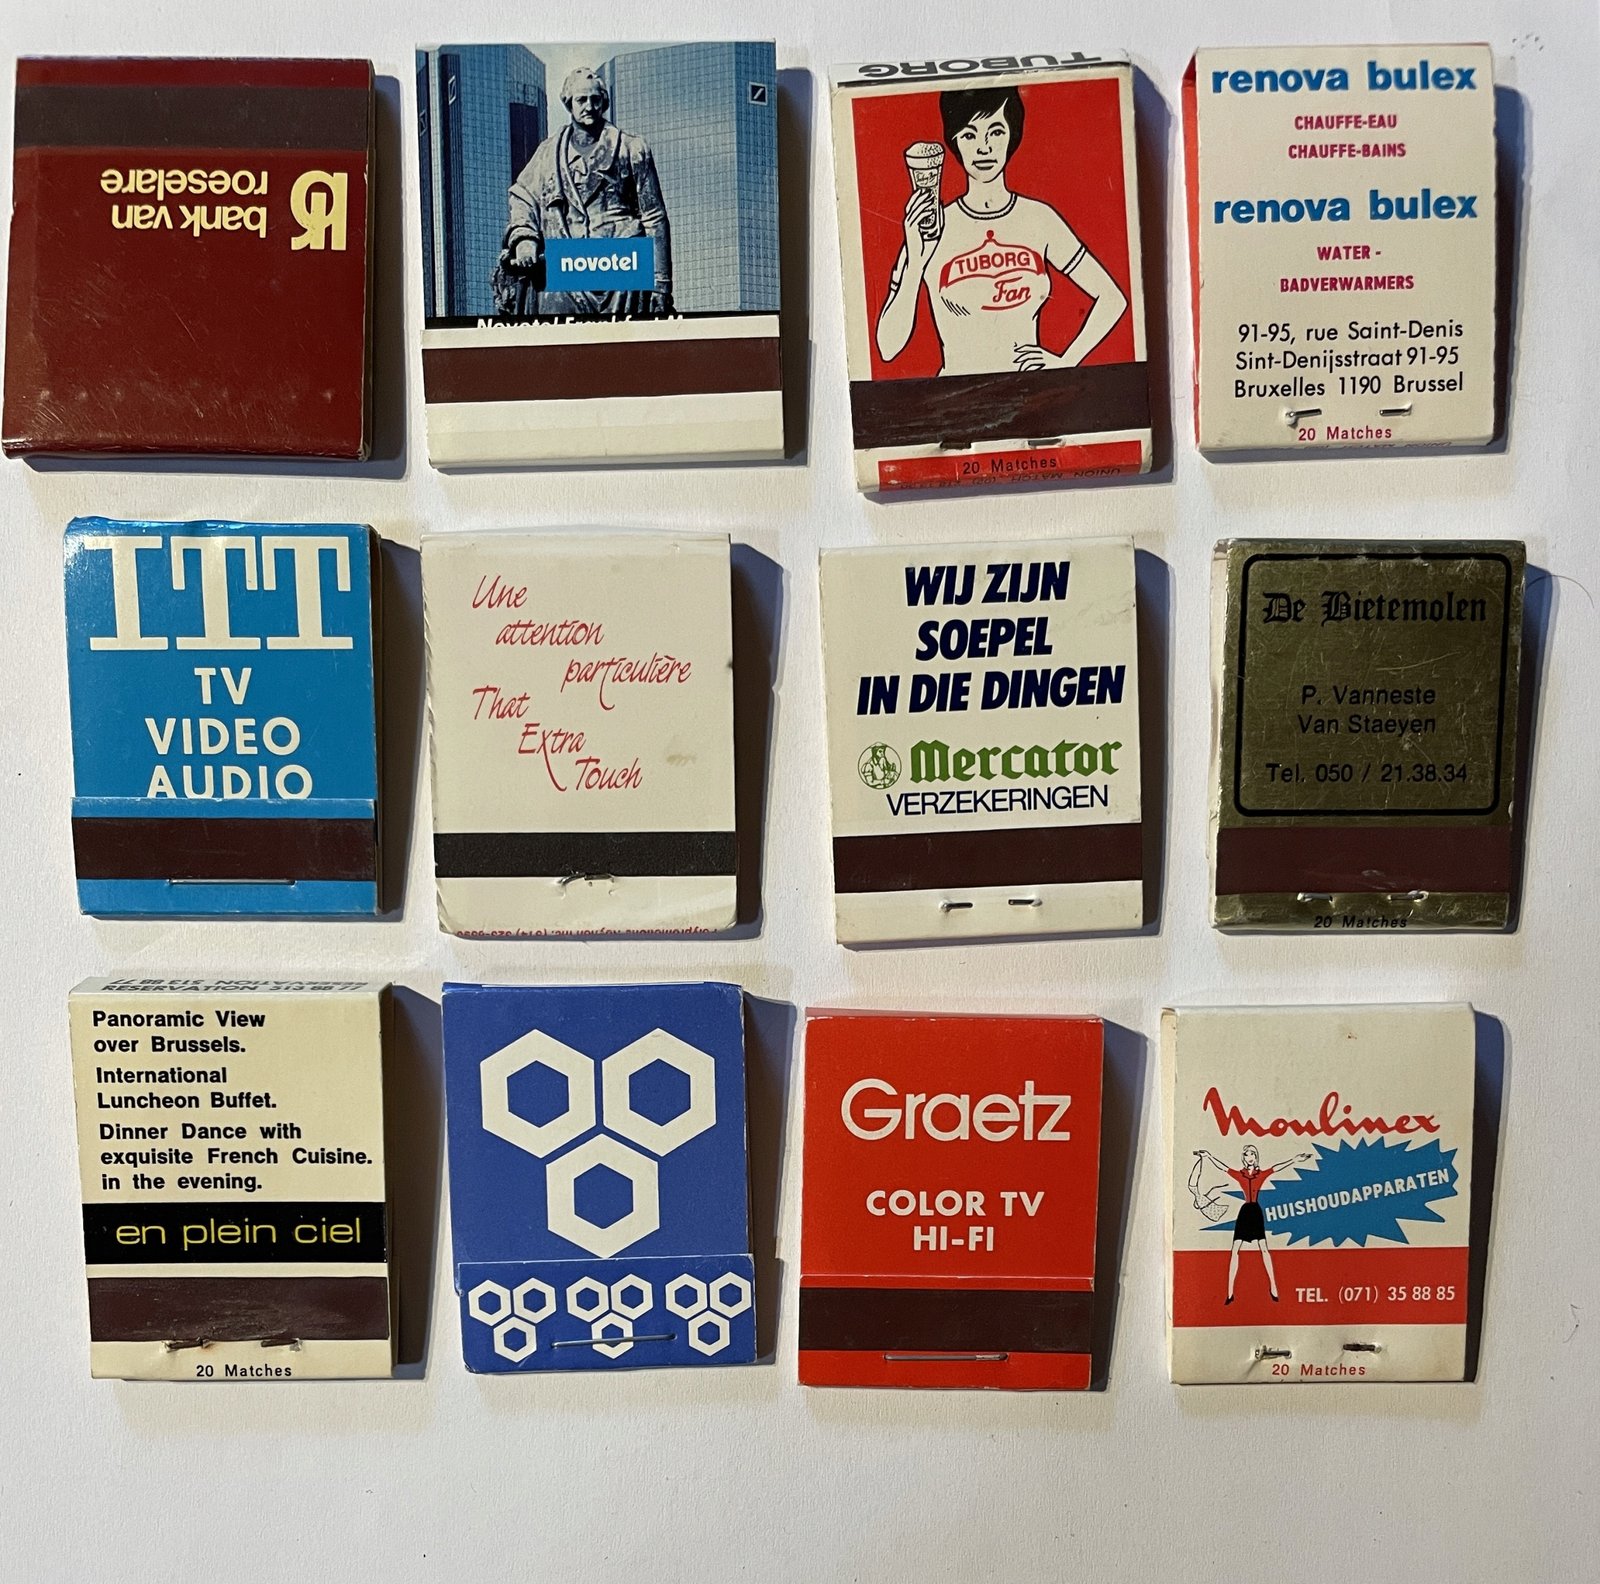 bank van
roeselare
novotel
TUBORG
TUBORG
Fan
20 Matches
renova bulex
CHAUFFE-EAU
CHAUFFE-BAINS
renova bulex
WATER -
BADVERWARMERS
91-95, rue Saint-Denis
Sint-Denijsstraat 91-95
Bruxelles 1190 Brussel
20 Matches
ITT
TV
VIDEO
AUDIO
Une
attention
particulière
That
Extra
Touch
WIJ ZIJN
SOEPEL
IN DIE DINGEN
Mercator
VERZEKERINGEN
De Bietemolen
P. Vanneste
Van Staeyen
Tel. 050 / 21.38.34
20 Matches
RESERVATION 513 88 77
Panoramic View
over Brussels.
International
Luncheon Buffet.
Dinner Dance with
exquisite French Cuisine.
in the evening.
en plein ciel
20 Matches
Graetz
COLOR TV
HI-FI
Moulinex
HUISHOUDAPPARATEN
TEL. (071) 35 88 85
20 Matches